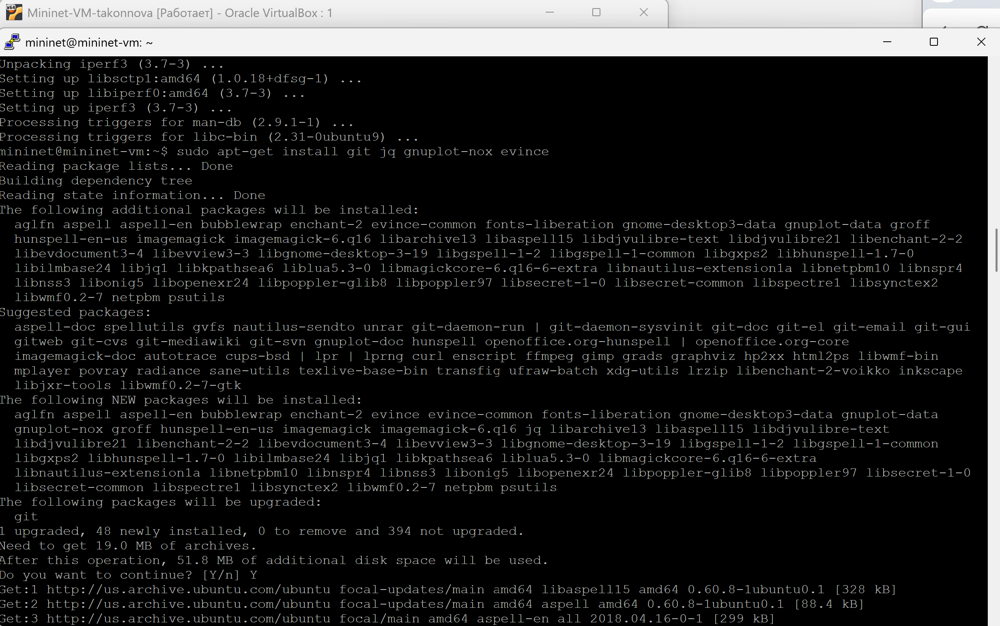 x64
Mininet-VM-takonnova [Работает] - Oracle VirtualBox : 1
mininet@mininet-vm: ~
Unpacking iperf3 (3.7-3) ...
Setting up libsctp1:amd64 (1.0.18+dfsg-1) ...
Setting up libiperf0:amd64 (3.7-3) ...
Setting up iperf3 (3.7-3) ...
Processing triggers for man-db (2.9.1-1) ...
Processing triggers for libc-bin (2.31-0ubuntu9) ...
mininet@mininet-vm:~$ sudo apt-get install git jq gnuplot-nox evince
Reading package lists... Done
Building dependency tree
Reading state information... Done
The following additional packages will be installed:
  aglfn aspell aspell-en bubblewrap enchant-2 evince-common fonts-liberation gnome-desktop3-data gnuplot-data groff
  hunspell-en-us imagemagick imagemagick-6.q16 libarchive13 libaspell15 libdjvulibre-text libdjvulibre21 libenchant-2-2
  libevdocument3-4 libevview3-3 libgnome-desktop-3-19 libgspell-1-2 libgspell-1-common libgxps2 libhunspell-1.7-0
  libilmbase24 libjq1 libkpathsea6 liblua5.3-0 libmagickcore-6.q16-6-extra libnautilus-extension1a libnetpbm10 libnspr4
  libnss3 libonig5 libopenexr24 libpoppler-glib8 libpoppler97 libsecret-1-0 libsecret-common libspectre1 libsynctex2
  libwmf0.2-7 netpbm psutils
Suggested packages:
  aspell-doc spellutils gvfs nautilus-sendto unrar git-daemon-run | git-daemon-sysvinit git-doc git-el git-email git-gui
  gitweb git-cvs git-mediawiki git-svn gnuplot-doc hunspell openoffice.org-hunspell | openoffice.org-core
  imagemagick-doc autotrace cups-bsd | lpr | lprng curl enscript ffmpeg gimp grads graphviz hp2xx html2ps libwmf-bin
  mplayer povray radiance sane-utils texlive-base-bin transfig ufraw-batch xdg-utils lrzip libenchant-2-voikko inkscape
  libjxr-tools libwmf0.2-7-gtk
The following NEW packages will be installed:
  aglfn aspell aspell-en bubblewrap enchant-2 evince evince-common fonts-liberation gnome-desktop3-data gnuplot-data
  gnuplot-nox groff hunspell-en-us imagemagick imagemagick-6.q16 jq libarchive13 libaspell15 libdjvulibre-text
  libdjvulibre21 libenchant-2-2 libevdocument3-4 libevview3-3 libgnome-desktop-3-19 libgspell-1-2 libgspell-1-common
  libgxps2 libhunspell-1.7-0 libilmbase24 libjq1 libkpathsea6 liblua5.3-0 libmagickcore-6.q16-6-extra
  libnautilus-extension1a libnetpbm10 libnspr4 libnss3 libonig5 libopenexr24 libpoppler-glib8 libpoppler97 libsecret-1-0
  libsecret-common libspectre1 libsynctex2 libwmf0.2-7 netpbm psutils
The following packages will be upgraded:
  git
1 upgraded, 48 newly installed, 0 to remove and 394 not upgraded.
Need to get 19.0 MB of archives.
After this operation, 51.8 MB of additional disk space will be used.
Do you want to continue? [Y/n] Y
Get:1 http://us.archive.ubuntu.com/ubuntu focal-updates/main amd64 libaspell15 amd64 0.60.8-1ubuntu0.1 [328 kB]
Get:2 http://us.archive.ubuntu.com/ubuntu focal-updates/main amd64 aspell amd64 0.60.8-1ubuntu0.1 [88.4 kB]
Get:3 http://us.archive.ubuntu.com/ubuntu focal/main amd64 aspell-en all 2018.04.16-0-1 [299 kB]